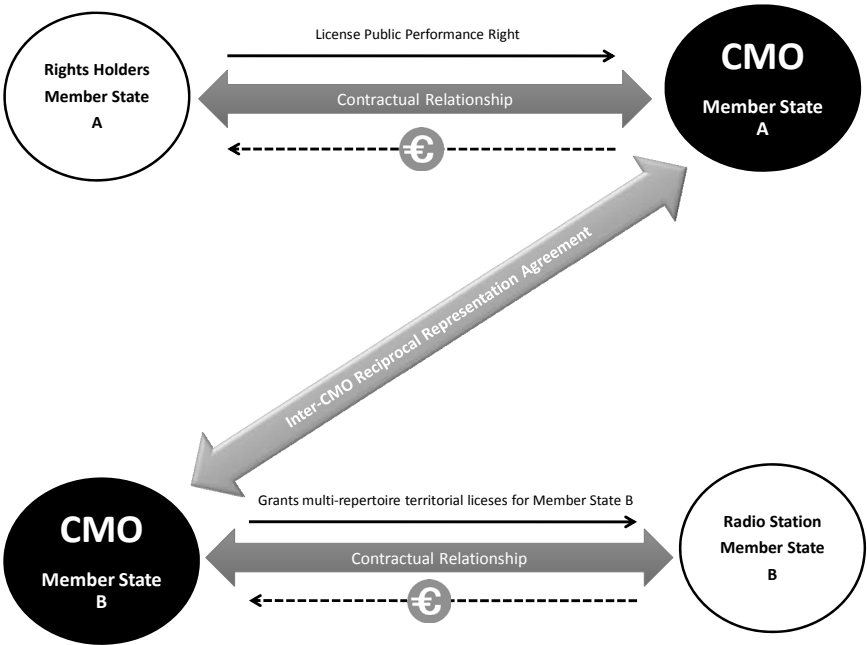 License Public Performance Right
Rights Holders
Member State
A
Contractual Relationship
€
CMO
Member State
A
Inter-CMO Reciprocal Representation Agreement
CMO
Member State
B
Grants multi-repertoire territorial liceses for Member State B
Contractual Relationship
€
Radio Station
Member State
B